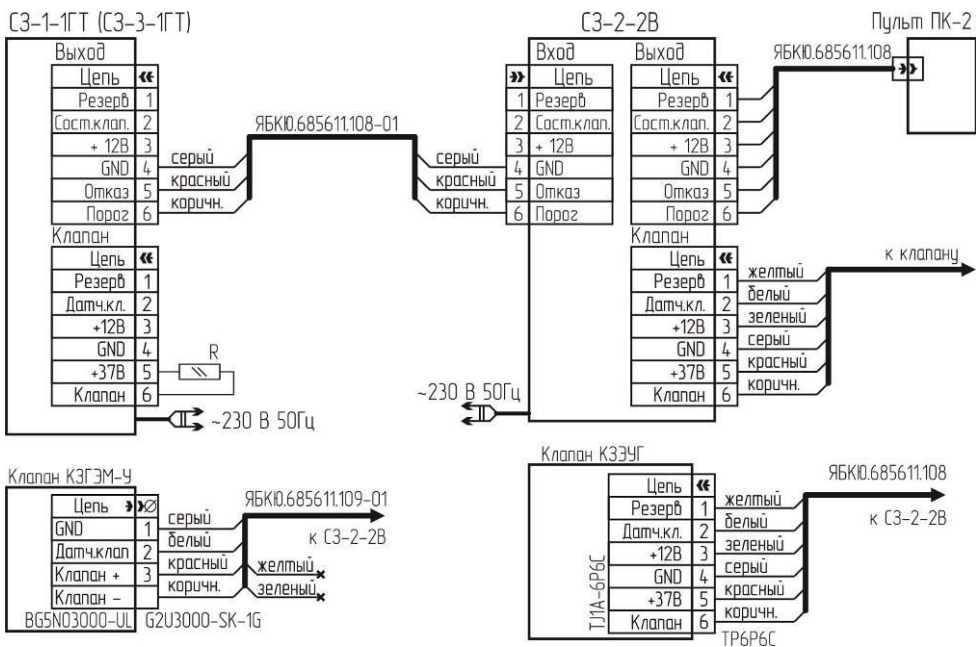 СЗ-1-1ГТ (СЗ-3-1ГТ)
Выход
Цепь
Резерв 1
Сост.клап. 2
+ 12В 3
GND 4
Отказ 5
Порог 6
серый
красный
коричн.
ЯБКЮ.685611.108-01
серый
красный
коричн.
Клапан
Цепь
Резерв 1
Датч.кл. 2
+12В 3
GND 4
+37В 5
Клапан 6
R
~230 В 50Гц
СЗ-2-2В
Вход
Цепь
1 Резерв
2 Сост.клап.
3 + 12В
4 GND
5 Отказ
6 Порог
Выход
Цепь
Резерв 1
Сост.клап. 2
+ 12В 3
GND 4
Отказ 5
Порог 6
ЯБКЮ.685611.108
Пульт ПК-2
Клапан
Цепь
Резерв 1
Датч.кл. 2
+12В 3
GND 4
+37В 5
Клапан 6
желтый
белый
зеленый
серый
красный
коричн.
к клапану
~230 В 50Гц
Клапан КЗГЭМ-У
Цепь
GND 1
Датч.клап 2
Клапан + 3
Клапан -
BG5N03000-UL
G2U3000-SK-1G
серый
белый
красный
коричн.
ЯБКЮ.685611.109-01
к СЗ-2-2В
желтый
зеленый
Клапан КЗЭУГ
TJ1A-6P6C
Цепь
Резерв 1
Датч.кл. 2
+12В 3
GND 4
+37В 5
Клапан 6
TP6P6C
желтый
белый
зеленый
серый
красный
коричн.
ЯБКЮ.685611.108
к СЗ-2-2В